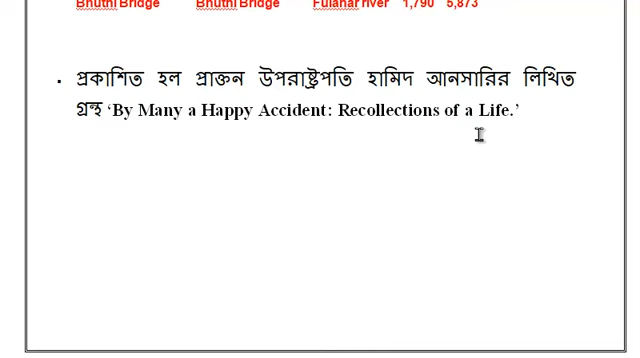 Bhuthi Bridge Bhuthi Bridge Fulahar river 1,790 5,873
প্রকাশিত হল প্রাক্তন উপরাষ্ট্রপতি হামিদ আনসারির লিখিত
গ্রন্থ ‘By Many a Happy Accident: Recollections of a Life.’